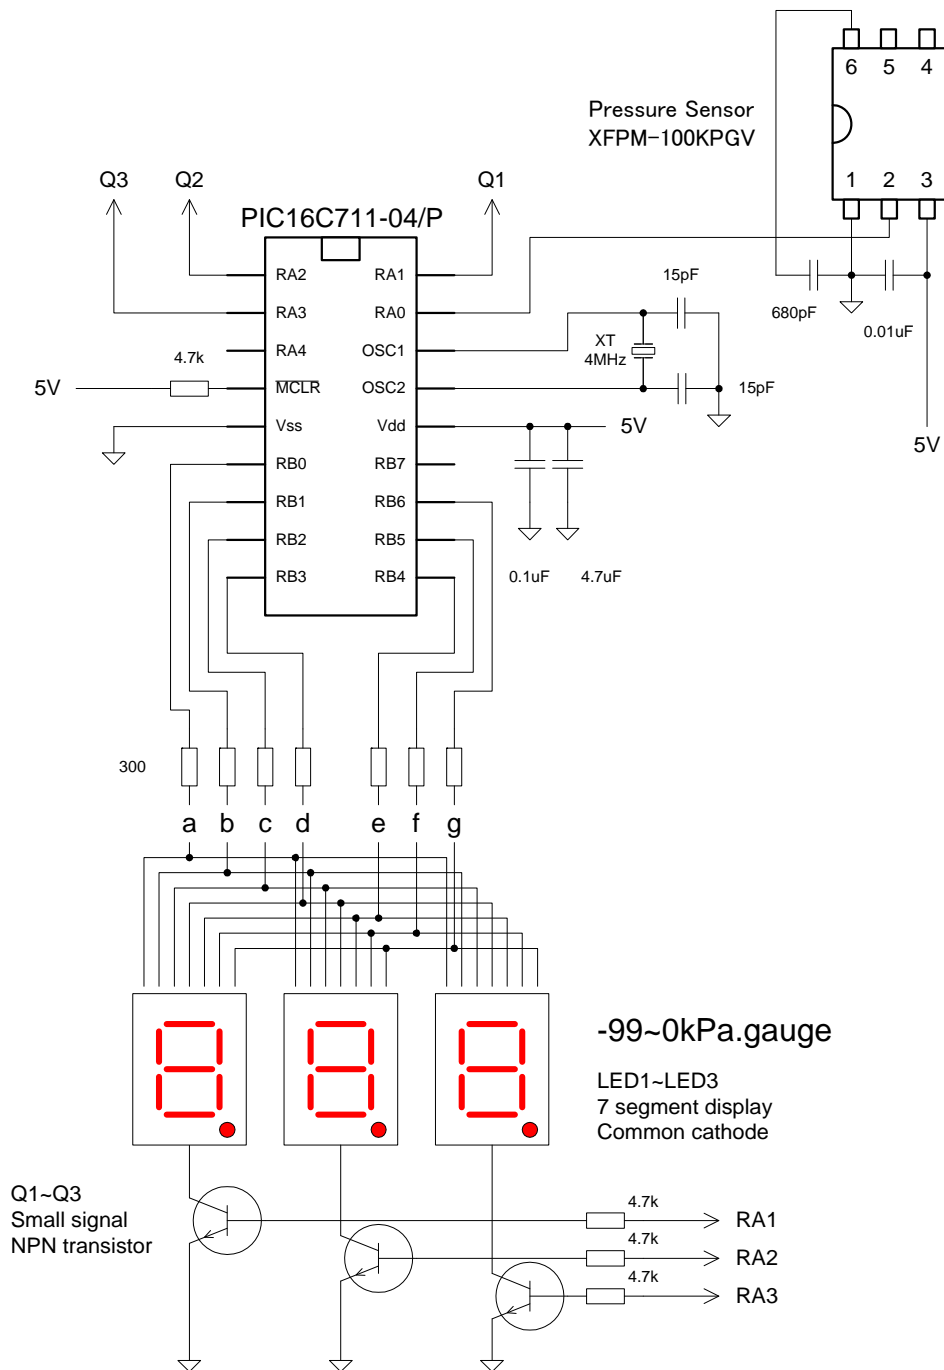 6 5 4
Pressure Sensor
XFPM-100KPGV
1 2 3
Q3 Q2 Q1
PIC16C711-04/P
RA2 RA1
15pF
RA3 RA0
680pF
0.01uF
RA4 OSC1
XT
4MHz
4.7k
5V MCLR OSC2 15pF
Vss Vdd 5V
5V
RB0 RB7
RB1 RB6
RB2 RB5
RB3 RB4 0.1uF 4.7uF
300
a b c d e f g
-99~0kPa.gauge
LED1~LED3
7 segment display
Common cathode
Q1~Q3
Small signal
NPN transistor
4.7k
RA1
4.7k
RA2
4.7k
RA3